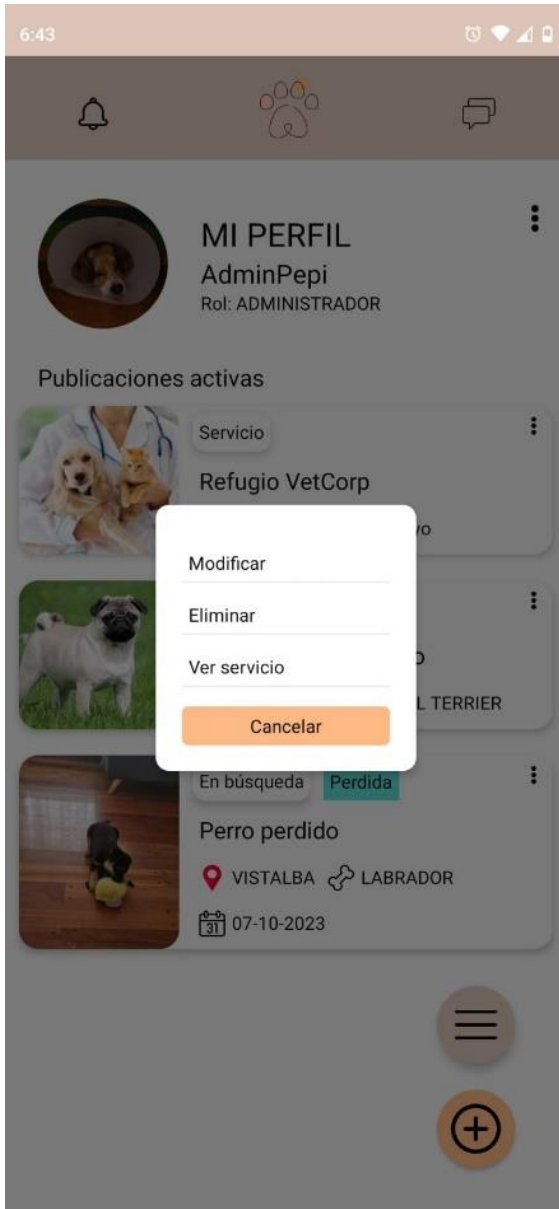 6:43
MI PERFIL
AdminPepi
Rol: ADMINISTRADOR
Publicaciones activas
Servicio
Refugio VetCorp
Modificar
Eliminar
Ver servicio
Cancelar
TERRIER
En búsqueda Perdida
Perro perdido
VISTALBA LABRADOR
31 07-10-2023